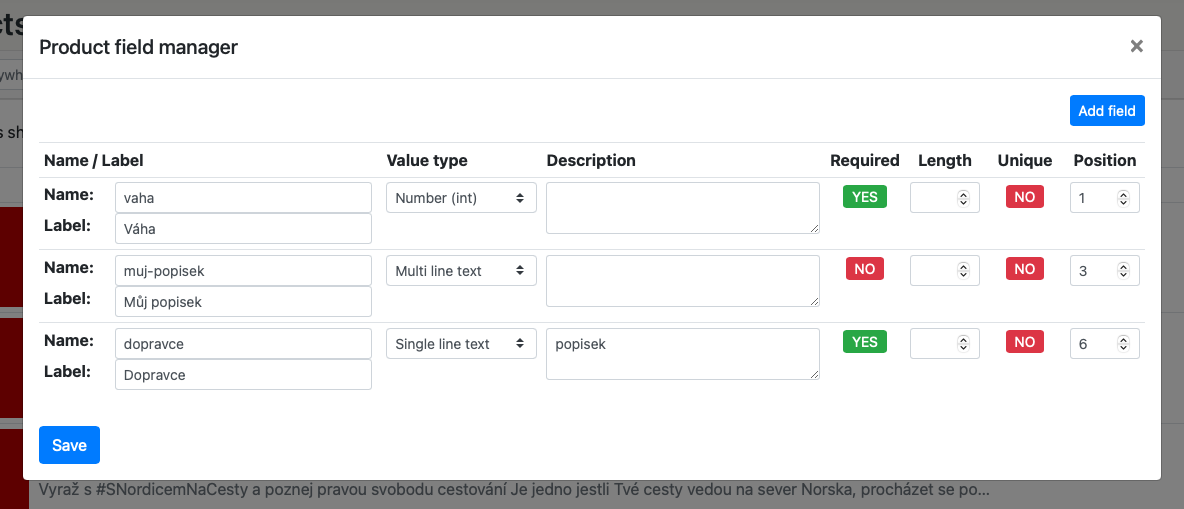 cts
Product field manager
×
ywh
Add field
s sh
Name / Label Value type Description Required Length Unique Position
Name: vaha Number (int) YES NO 1
Label: Váha
Name: muj-popisek Multi line text NO NO 3
Label: Můj popisek
Name: dopravce Single line text popisek YES NO 6
Label: Dopravce
Save
Vyraž s #SNordicemNaCesty a poznej pravou svobodu cestování Je jedno jestli Tvé cesty vedou na sever Norska, procházet se po...